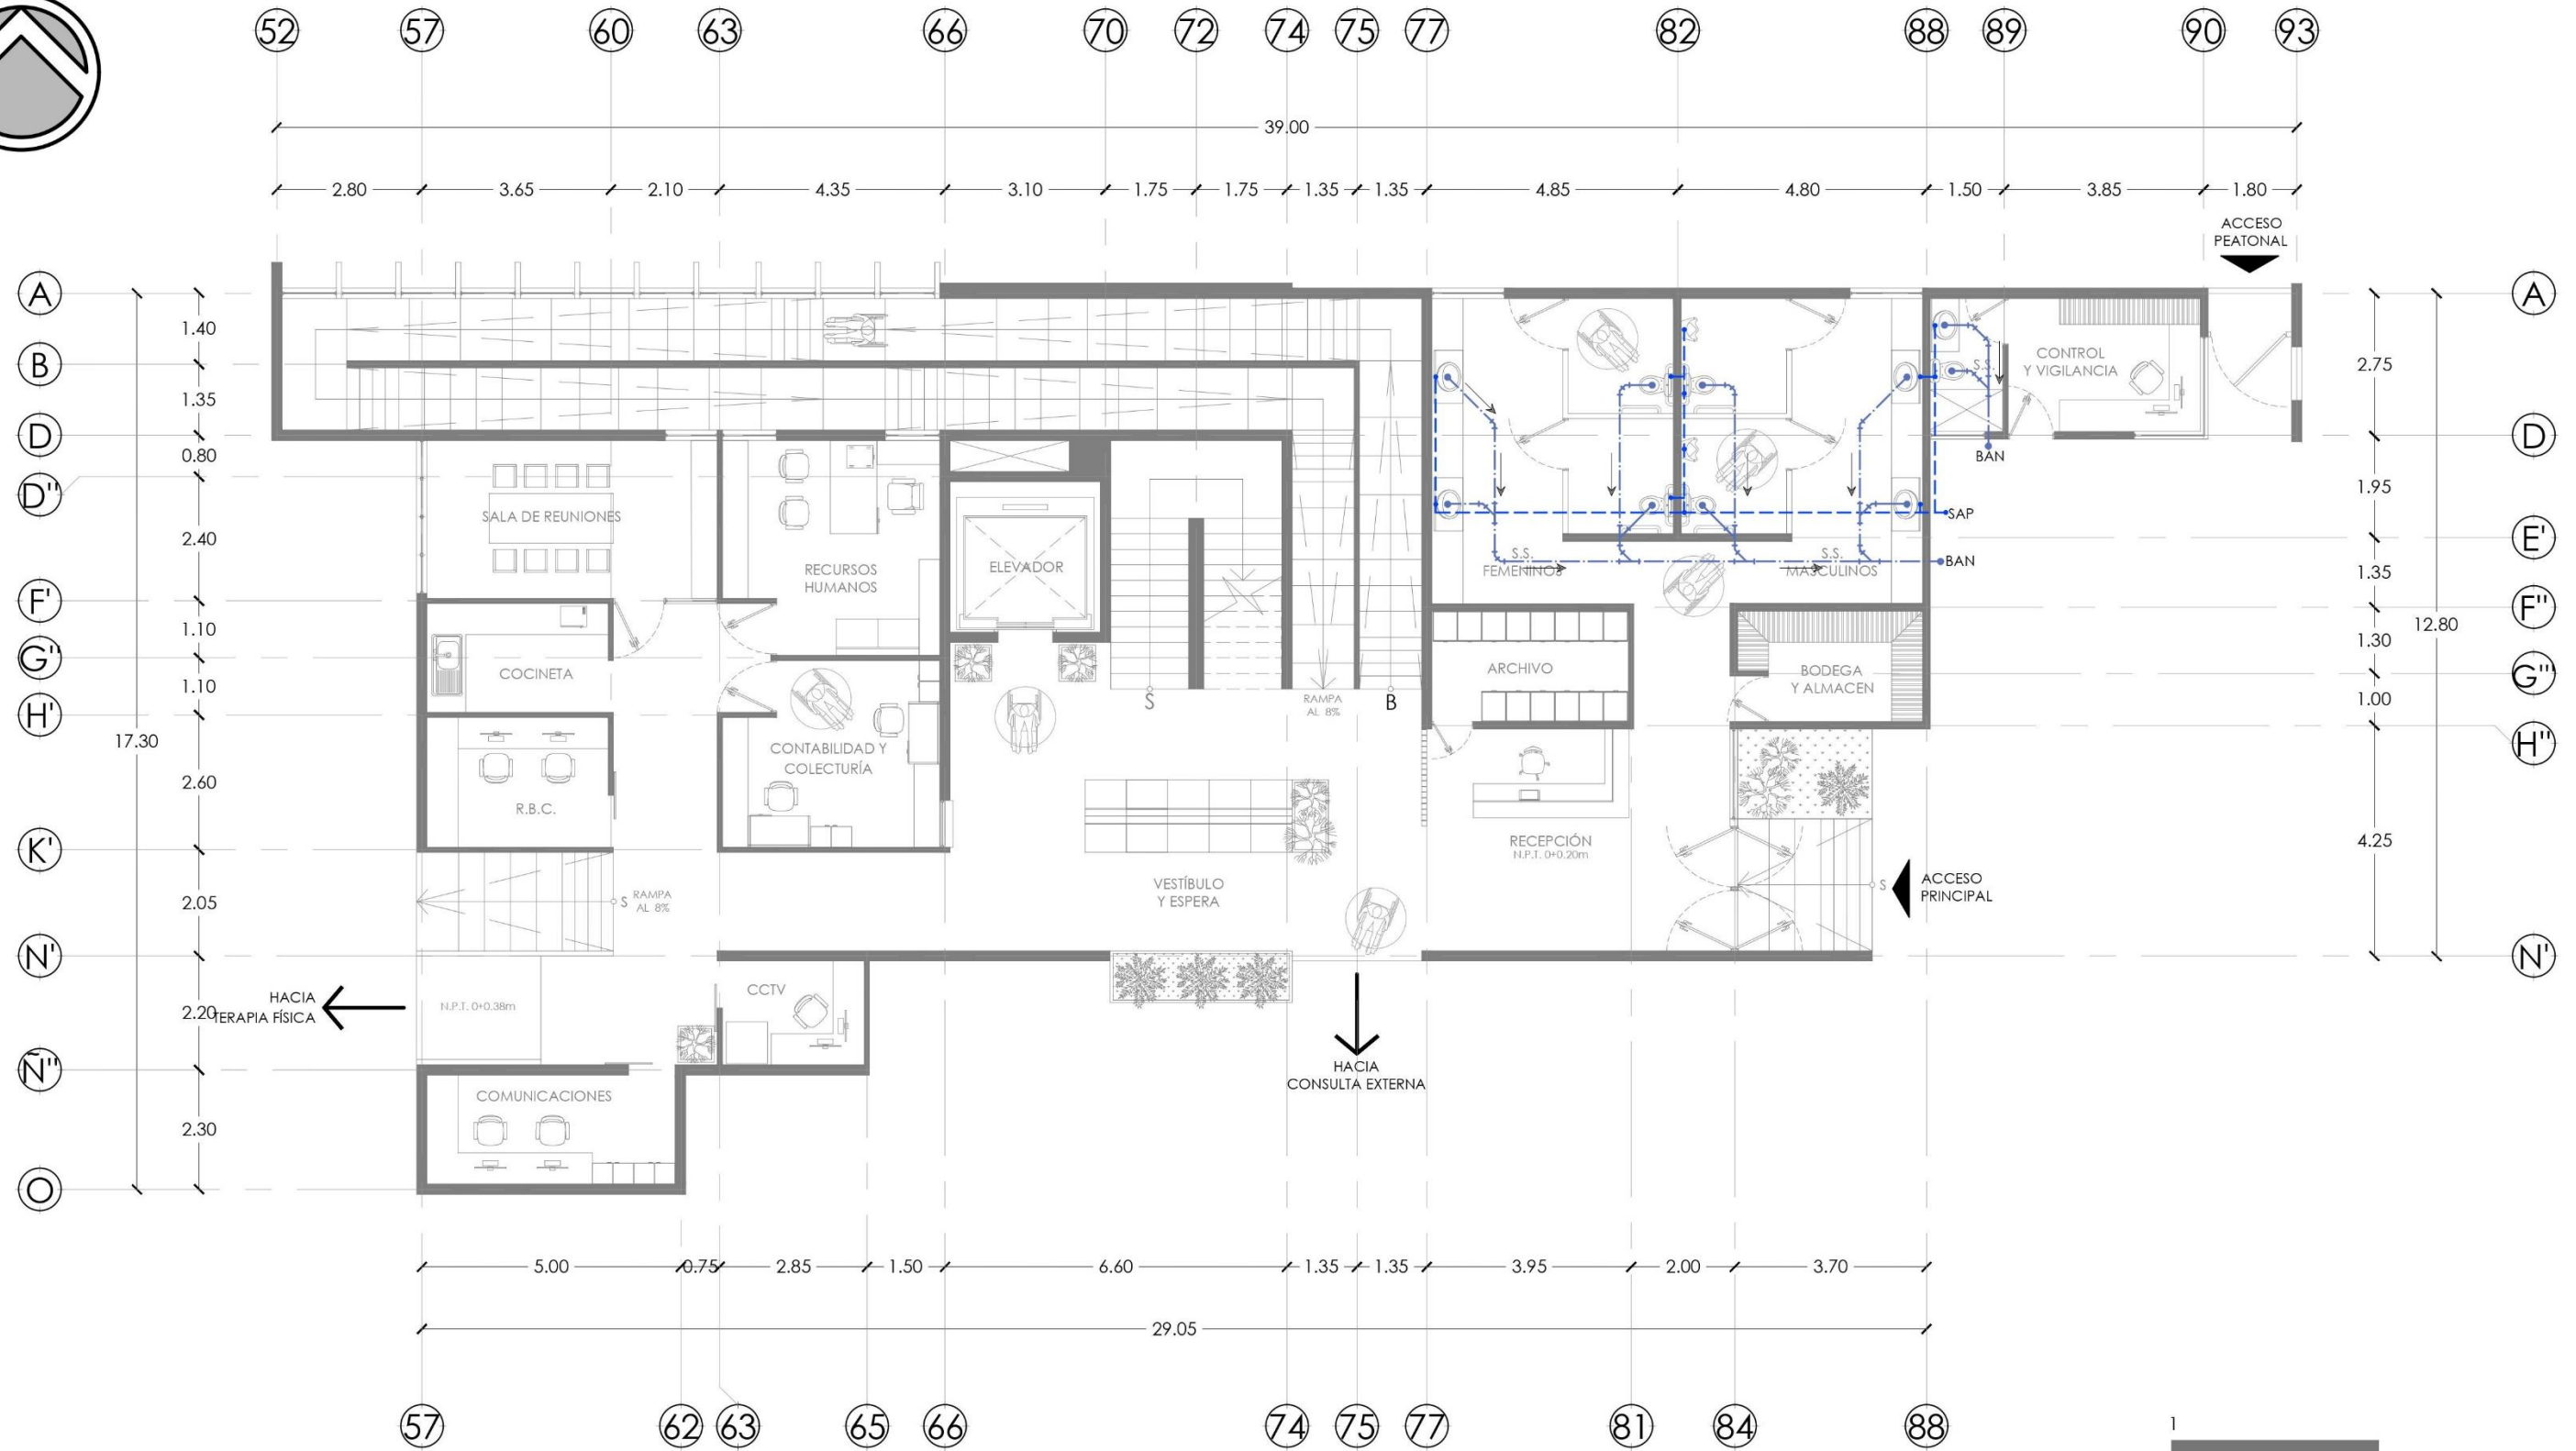 52 57 60 63 66 70 72 74 75 77 82 88 89 90 93
39.00
2.80 3.65 2.10 4.35 3.10 1.75 1.75 1.35 1.35 4.85 4.80 1.50 3.85 1.80
ACCESO
PEATONAL
A
B
D
D''
F'
G''
H'
K'
N'
Ñ''
O
17.30
1.40
1.35
0.80
2.40
1.10
1.10
2.60
2.05
2.20
2.30
SALA DE REUNIONES
RECURSOS
HUMANOS
ELEVADOR
COCINETA
R.B.C.
CONTABILIDAD Y
COLECTURÍA
S RAMPA
AL 8%
N.P.T. 0+0.38m
HACIA
TERAPIA FÍSICA
CCTV
COMUNICACIONES
S
RAMPA
AL 8%
B
VESTÍBULO
Y ESPERA
HACIA
CONSULTA EXTERNA
S.S.
FEMENINOS
S.S.
MASCULINOS
S.S.
CONTROL
Y VIGILANCIA
BAN
SAP
BAN
ARCHIVO
BODEGA
Y ALMACEN
RECEPCIÓN
N.P.T. 0+0.20m
S
ACCESO
PRINCIPAL
2.75
1.95
1.35
1.30
1.00
4.25
12.80
A
D
E'
F''
G'''
H''
N'
5.00 0.75 2.85 1.50 6.60 1.35 1.35 3.95 2.00 3.70
29.05
57 62 63 65 66 74 75 77 81 84 88
1